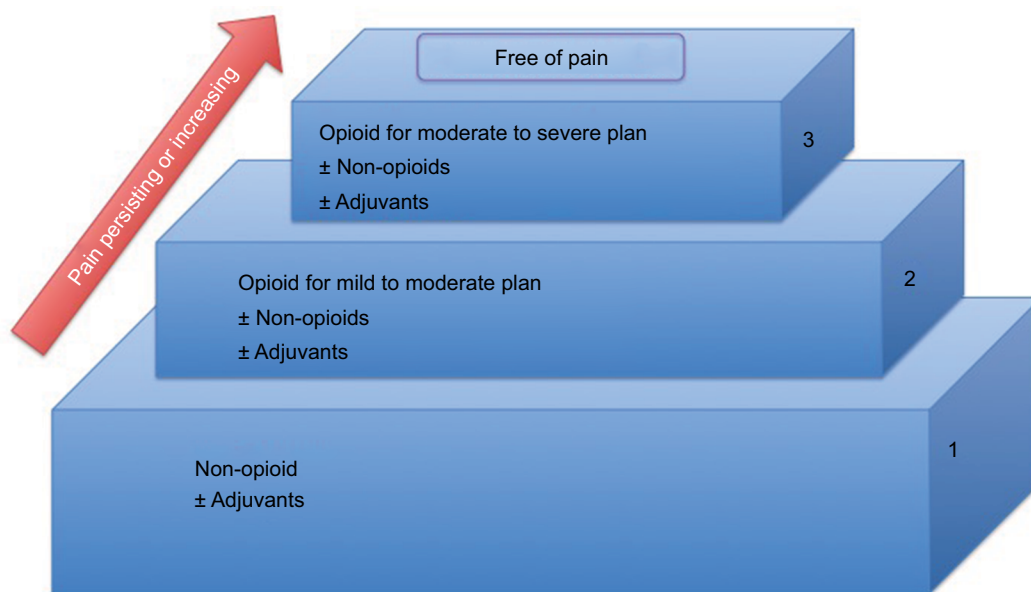 Free of pain
Pain persisting or increasing
Opioid for moderate to severe plan
± Non-opioids
± Adjuvants
3
Opioid for mild to moderate plan
± Non-opioids
± Adjuvants
2
Non-opioid
± Adjuvants
1